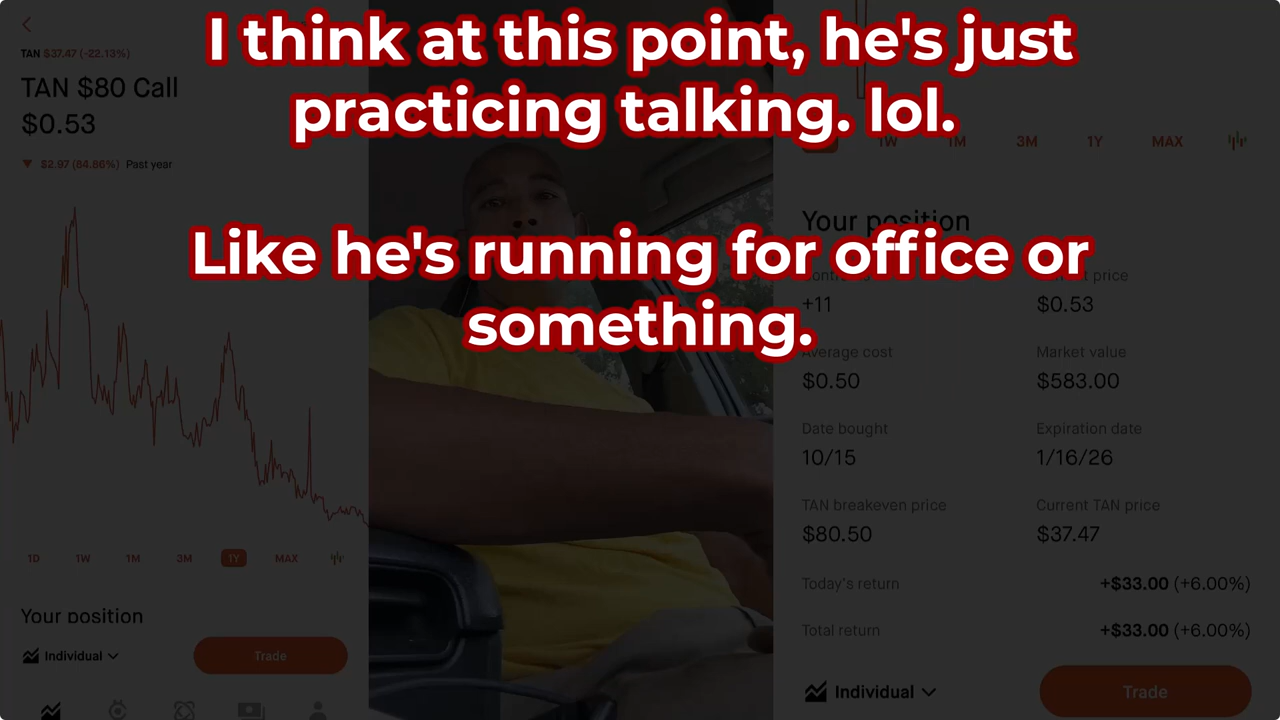 I think at this point, he's just
practicing talking. lol.
Like he's running for office or
something.
TAN $37.47 (-22.13%)
TAN $80 Call
$0.53
▼ $2.97 (84.86%) Past year
1D 1W 1M 3M 1Y MAX
Your position
Individual
Trade
1W 1M 3M 1Y MAX
Your position
price
+11 $0.53
Average cost Market value
$0.50 $583.00
Date bought Expiration date
10/15 1/16/26
TAN breakeven price Current TAN price
$80.50 $37.47
Today's return +$33.00 (+6.00%)
Total return +$33.00 (+6.00%)
Individual Trade